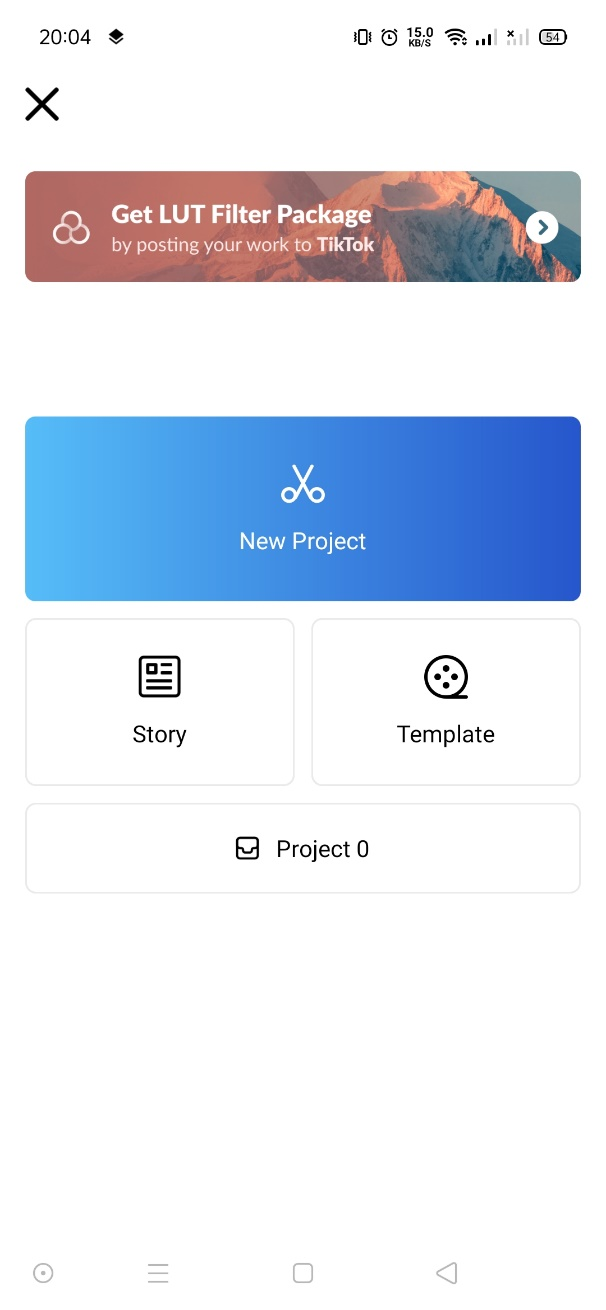 20:04
15.0
KB/S
54
Get LUT Filter Package
by posting your work to TikTok
New Project
Story
Template
Project 0